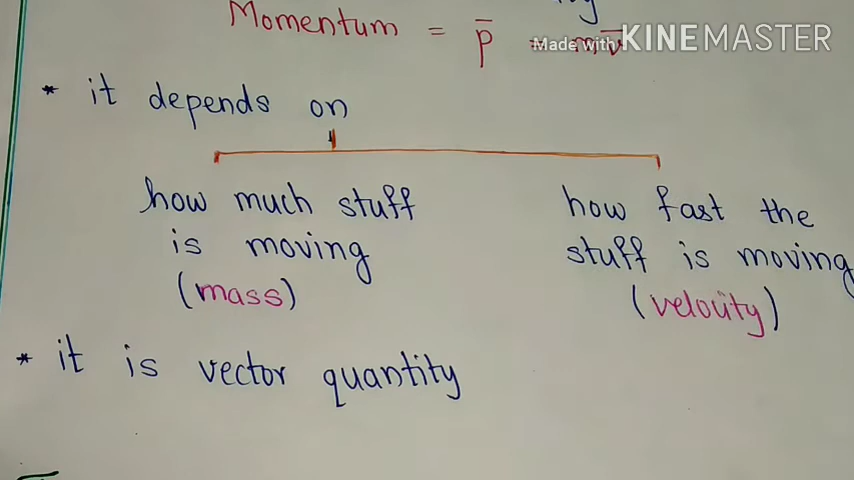 Momentum = p̅ = mv̅
Made with KINEMASTER
* it depends on
how much stuff
is moving
(mass)
how fast the
stuff is moving
(velocity)
* it is vector quantity